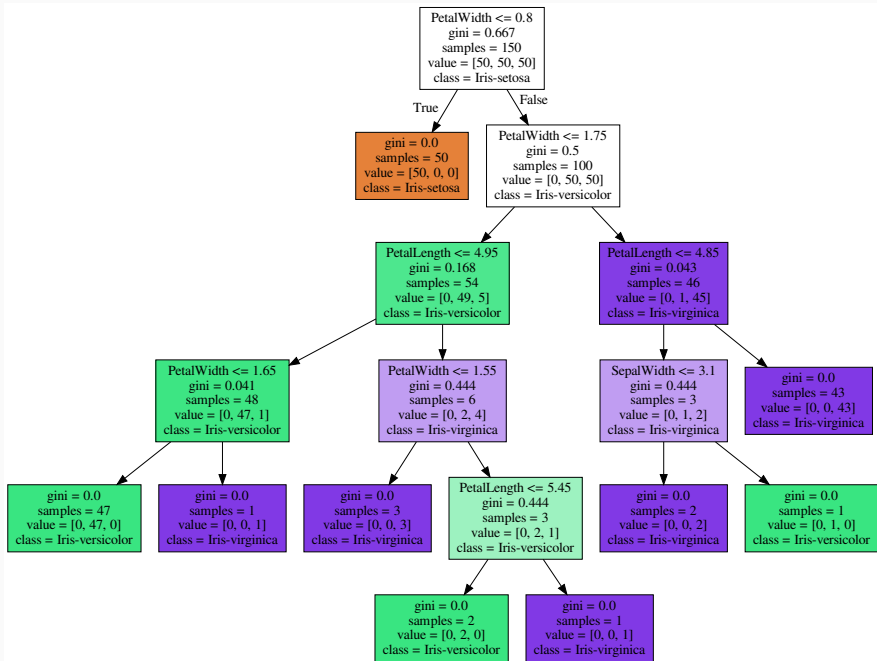 PetalWidth <= 0.8
gini = 0.667
samples = 150
value = [50, 50, 50]
class = Iris-setosa
True
False
gini = 0.0
samples = 50
value = [50, 0, 0]
class = Iris-setosa
PetalWidth <= 1.75
gini = 0.5
samples = 100
value = [0, 50, 50]
class = Iris-versicolor
PetalLength <= 4.95
gini = 0.168
samples = 54
value = [0, 49, 5]
class = Iris-versicolor
PetalLength <= 4.85
gini = 0.043
samples = 46
value = [0, 1, 45]
class = Iris-virginica
PetalWidth <= 1.65
gini = 0.041
samples = 48
value = [0, 47, 1]
class = Iris-versicolor
PetalWidth <= 1.55
gini = 0.444
samples = 6
value = [0, 2, 4]
class = Iris-virginica
SepalWidth <= 3.1
gini = 0.444
samples = 3
value = [0, 1, 2]
class = Iris-virginica
gini = 0.0
samples = 43
value = [0, 0, 43]
class = Iris-virginica
gini = 0.0
samples = 47
value = [0, 47, 0]
class = Iris-versicolor
gini = 0.0
samples = 1
value = [0, 0, 1]
class = Iris-virginica
gini = 0.0
samples = 3
value = [0, 0, 3]
class = Iris-virginica
PetalLength <= 5.45
gini = 0.444
samples = 3
value = [0, 2, 1]
class = Iris-versicolor
gini = 0.0
samples = 2
value = [0, 0, 2]
class = Iris-virginica
gini = 0.0
samples = 1
value = [0, 1, 0]
class = Iris-versicolor
gini = 0.0
samples = 2
value = [0, 2, 0]
class = Iris-versicolor
gini = 0.0
samples = 1
value = [0, 0, 1]
class = Iris-virginica